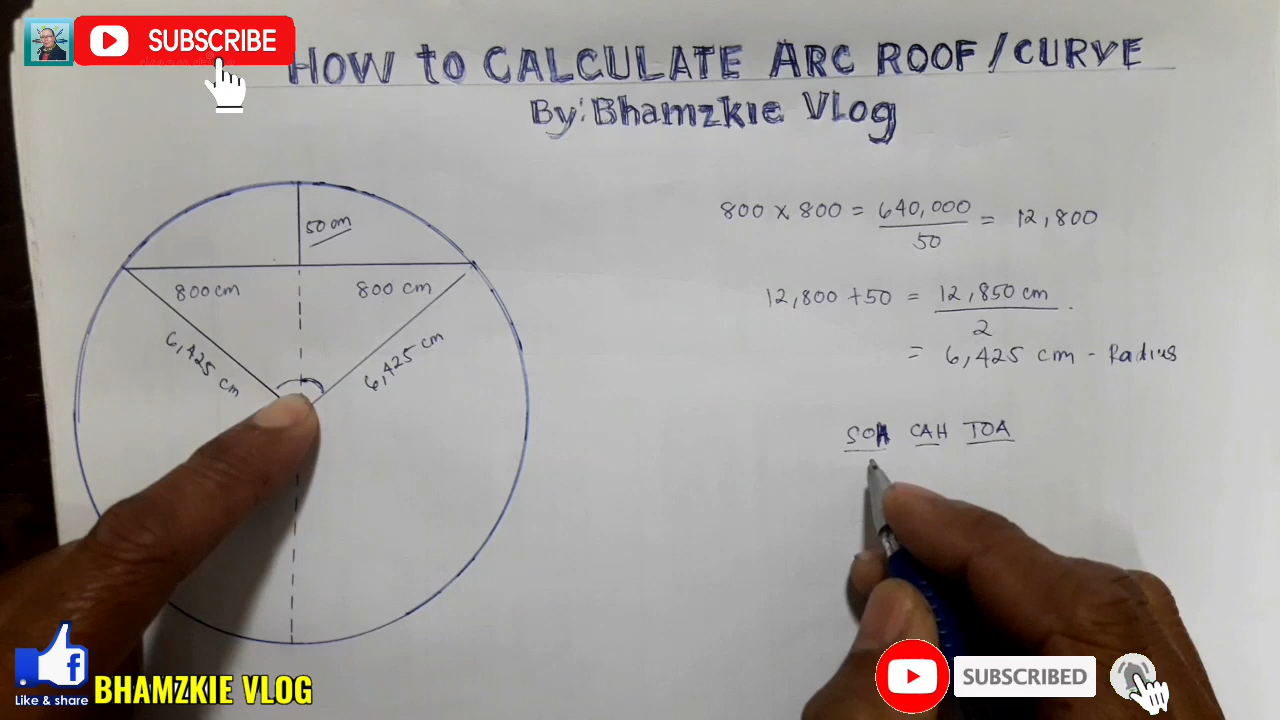 SUBSCRIBE
HOW to CALCULATE ARC ROOF/CURVE
By: Bhamzkie Vlog
50 cm
800 cm
800 cm
6,425 cm
6,425 cm
800 x 800 = 640,000 = 12,800
50
12,800 + 50 = 12,850 cm
2
= 6,425 cm - Radius
SOH CAH TOA
Like & share
BHAMZKIE VLOG
SUBSCRIBED